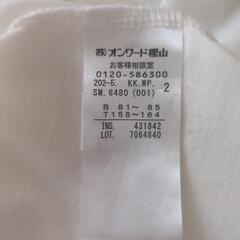 ㈱オンワード樫山
お客様相談室
0120-586300
202-5. KK.WP. 2
SM.6480 (001)
B 81～ 85
T158～164
INS. 431842
LOT. 7064840